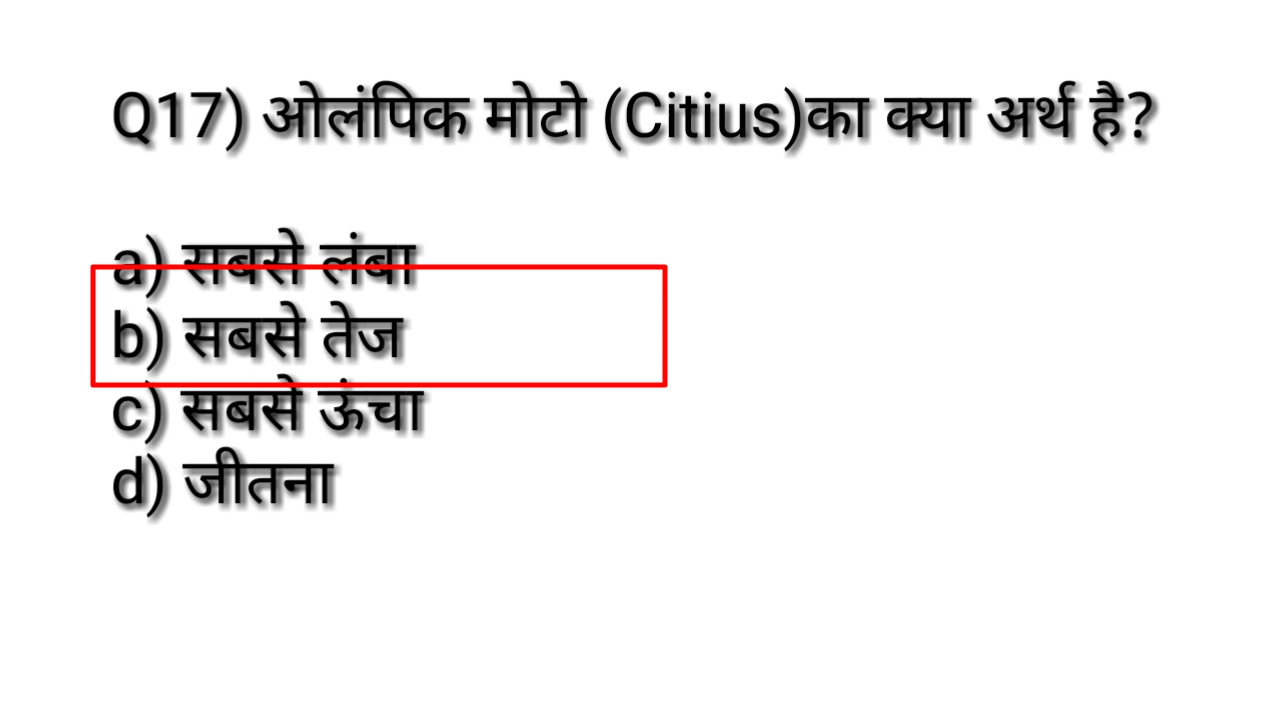 Q17) ओलंपिक मोटो (Citius)का क्या अर्थ है?
a) सबसे लंबा
b) सबसे तेज
c) सबसे ऊंचा
d) जीतना